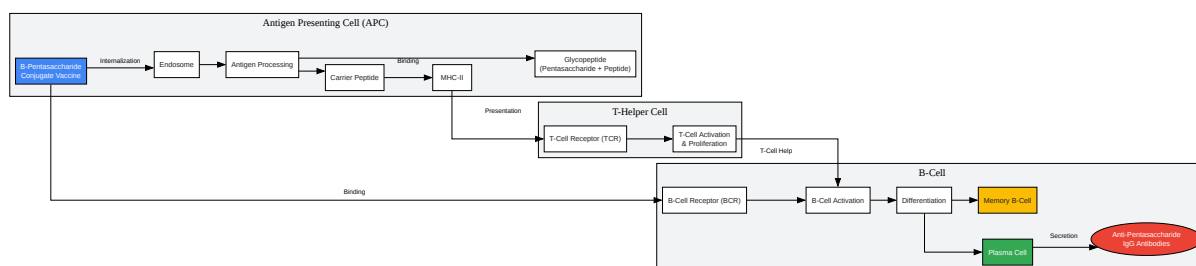 Antigen Presenting Cell (APC)
B-Pentasaccharide
Conjugate Vaccine
Internalization
Endosome
Antigen Processing
Binding
Carrier Peptide
MHC-II
Glycopeptide
(Pentasaccharide + Peptide)
Presentation
T-Helper Cell
T-Cell Receptor (TCR)
T-Cell Activation
& Proliferation
T-Cell Help
B-Cell
Binding
B-Cell Receptor (BCR)
B-Cell Activation
Differentiation
Memory B-Cell
Plasma Cell
Secretion
Anti-Pentasaccharide
IgG Antibodies